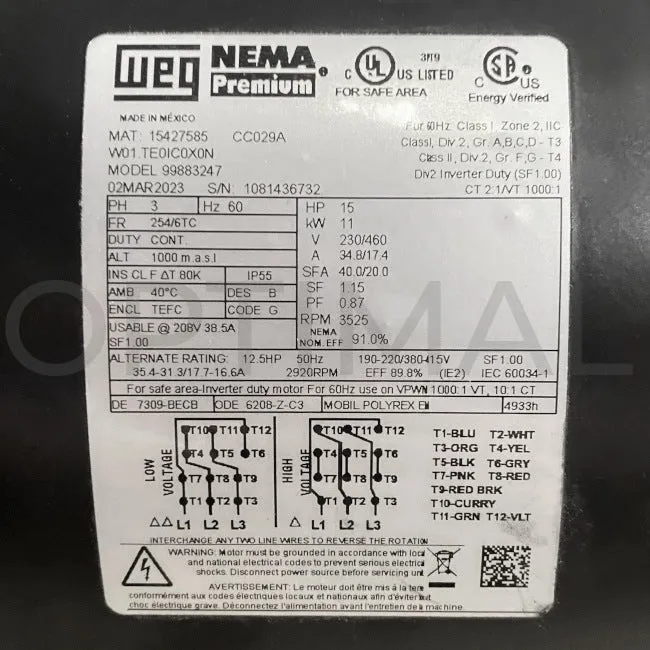 WEG NEMA Premium®
C UL US LISTED
FOR SAFE AREA
CSA C US
Energy Verified
MADE IN MÉXICO
MAT: 15427585 CC029A
W01.TE0IC0X0N
MODEL 99883247
02MAR2023 S/N: 1081436732
For 60Hz: Class I, Zone 2, IIC
Class I, Div.2, Gr. A,B,C,D - T3
Class II, Div.2, Gr. F,G - T4
Div2 Inverter Duty (SF1.00)
CT 2:1/VT 1000:1
PH 3 Hz 60
FR 254/6TC
DUTY CONT.
ALT 1000 m.a.s.l
INS CL F ΔT 80K IP55
AMB 40°C DES B
ENCL TEFC CODE G
USABLE @ 208V 38.5A
SF1.00
HP 15
kW 11
V 230/460
A 34.8/17.4
SFA 40.0/20.0
SF 1.15
PF 0.87
RPM 3525
NEMA
NOM. EFF 91.0%
ALTERNATE RATING: 12.5HP 50Hz 190-220/380-415V SF1.00
35.4-31.3/17.7-16.6A 2920RPM EFF 89.8% (IE2) IEC 60034-1
For safe area-Inverter duty motor For 60Hz use on VPWM 1000:1 VT, 10:1 CT
DE 7309-BECB ODE 6208-Z-C3 MOBIL POLYREX EM 4933h
LOW VOLTAGE
T10 T11 T12
T4 T5 T6
T7 T8 T9
T1 T2 T3
△△ L1 L2 L3
HIGH VOLTAGE
T10 T11 T12
T7 T8 T9
T4 T5 T6
T1 T2 T3
△ L1 L2 L3
T1-BLU T2-WHT
T3-ORG T4-YEL
T5-BLK T6-GRY
T7-PNK T8-RED
T9-RED BRK
T10-CURRY
T11-GRN T12-VLT
INTERCHANGE ANY TWO LINE WIRES TO REVERSE THE ROTATION
WARNING: Motor must be grounded in accordance with local
and national electrical codes to prevent serious electrical
shocks. Disconnect power source before servicing unit
AVERTISSEMENT: Le moteur doit être mis à la terre
conformément aux codes électriques locaux et nationaux afin d'éviter tout
choc électrique grave. Déconnectez l'alimentation avant l'entretien de la machine.
OPTIMAL